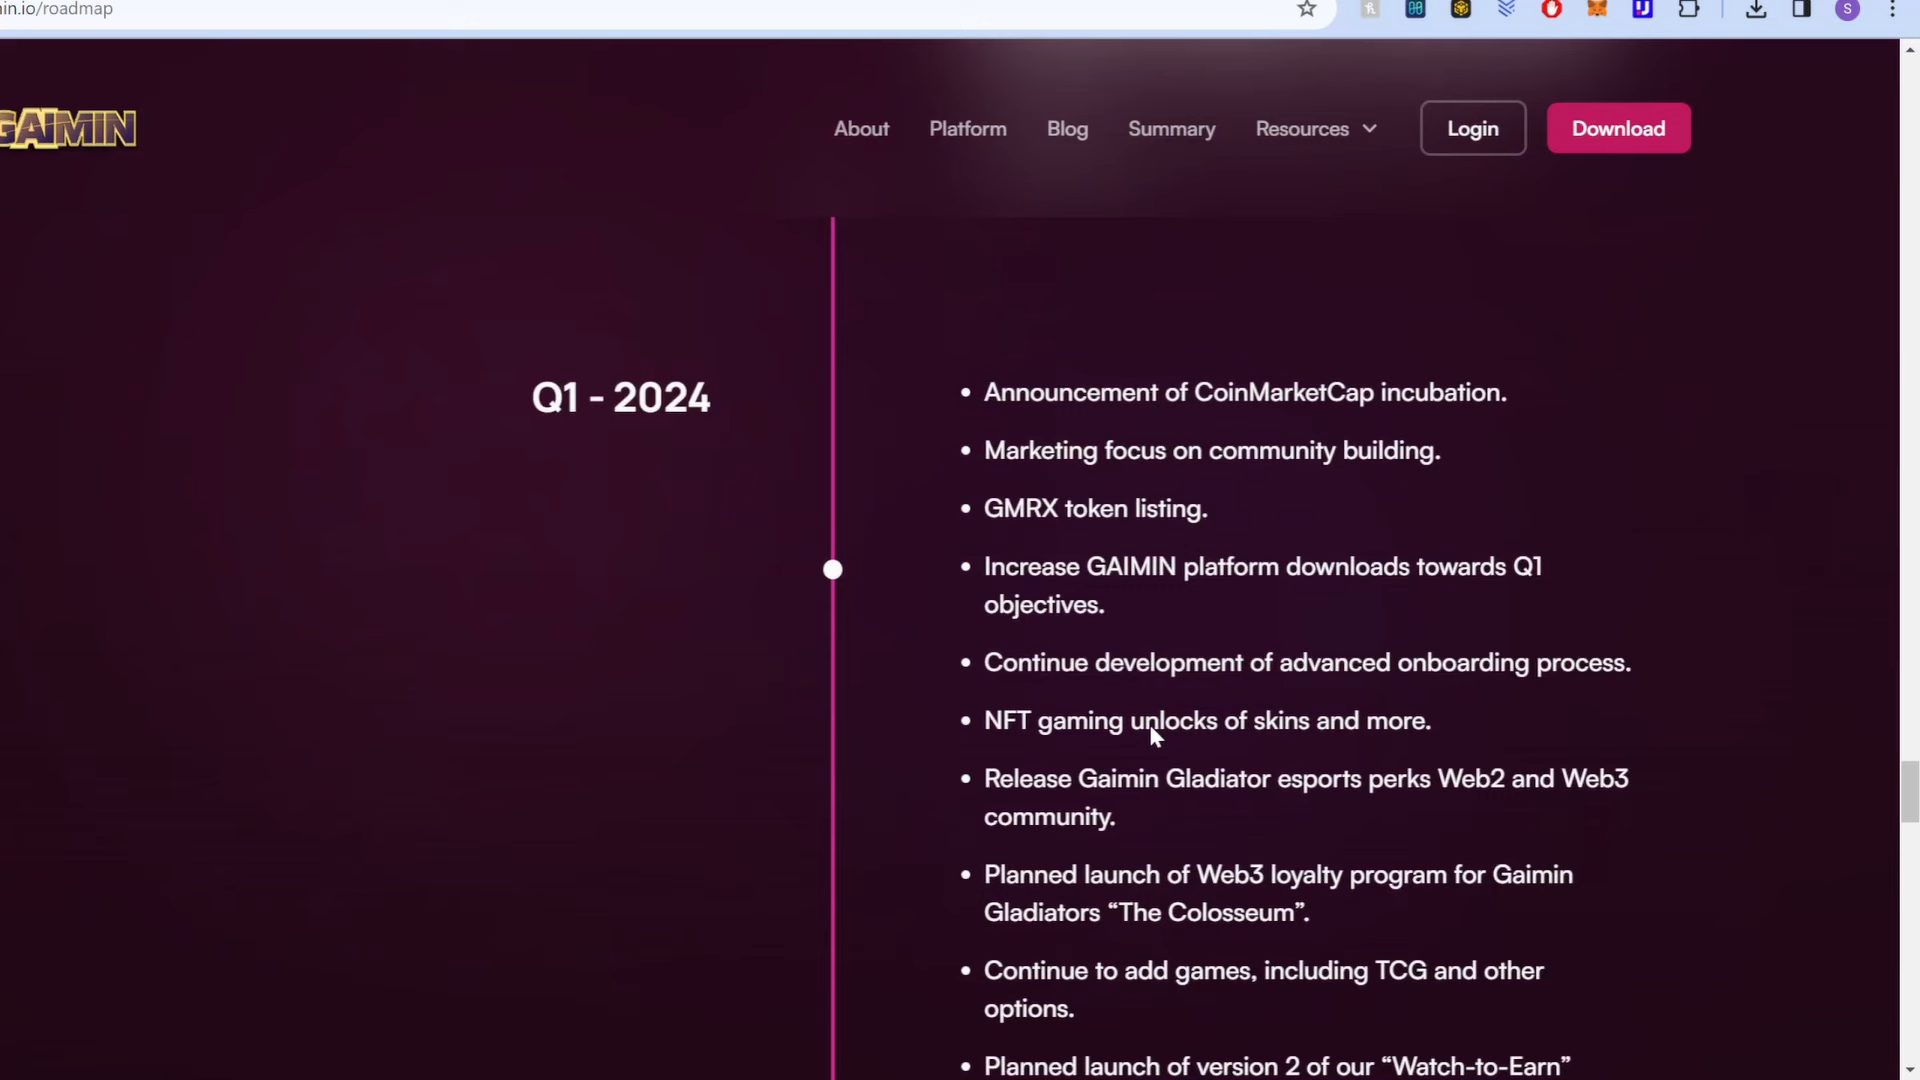 in.io/roadmap
S
GAIMIN
About Platform Blog Summary Resources Login Download
Q1 - 2024
• Announcement of CoinMarketCap incubation.
• Marketing focus on community building.
• GMRX token listing.
• Increase GAIMIN platform downloads towards Q1
objectives.
• Continue development of advanced onboarding process.
• NFT gaming unlocks of skins and more.
• Release Gaimin Gladiator esports perks Web2 and Web3
community.
• Planned launch of Web3 loyalty program for Gaimin
Gladiators “The Colosseum”.
• Continue to add games, including TCG and other
options.
• Planned launch of version 2 of our “Watch-to-Earn”